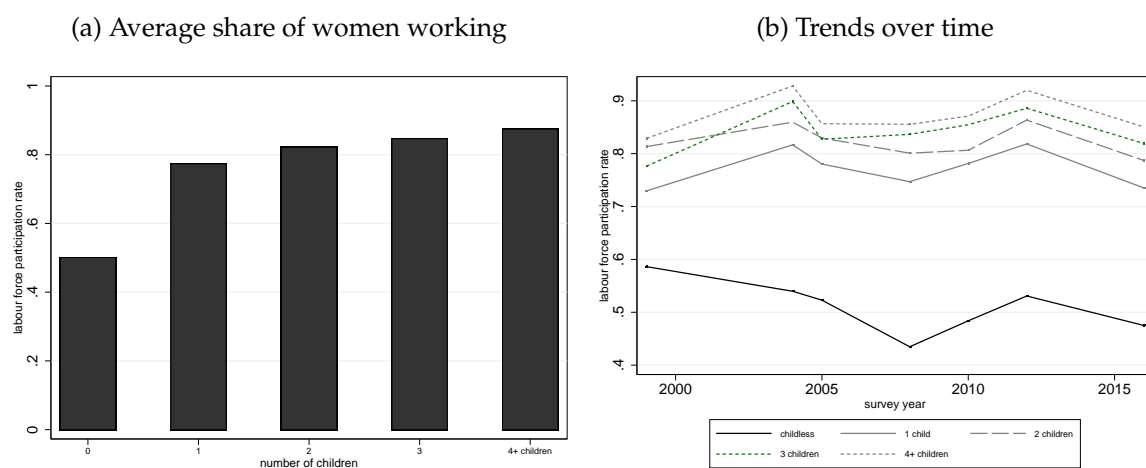 (a) Average share of women working
labour force participation rate
1
.8
.6
.4
.2
0
0 1 2 3 4+ children
number of children
(b) Trends over time
labour force participation rate
.9
.8
.7
.6
.5
.4
2000 2005 2010 2015
survey year
childless 1 child 2 children
3 children 4+ children